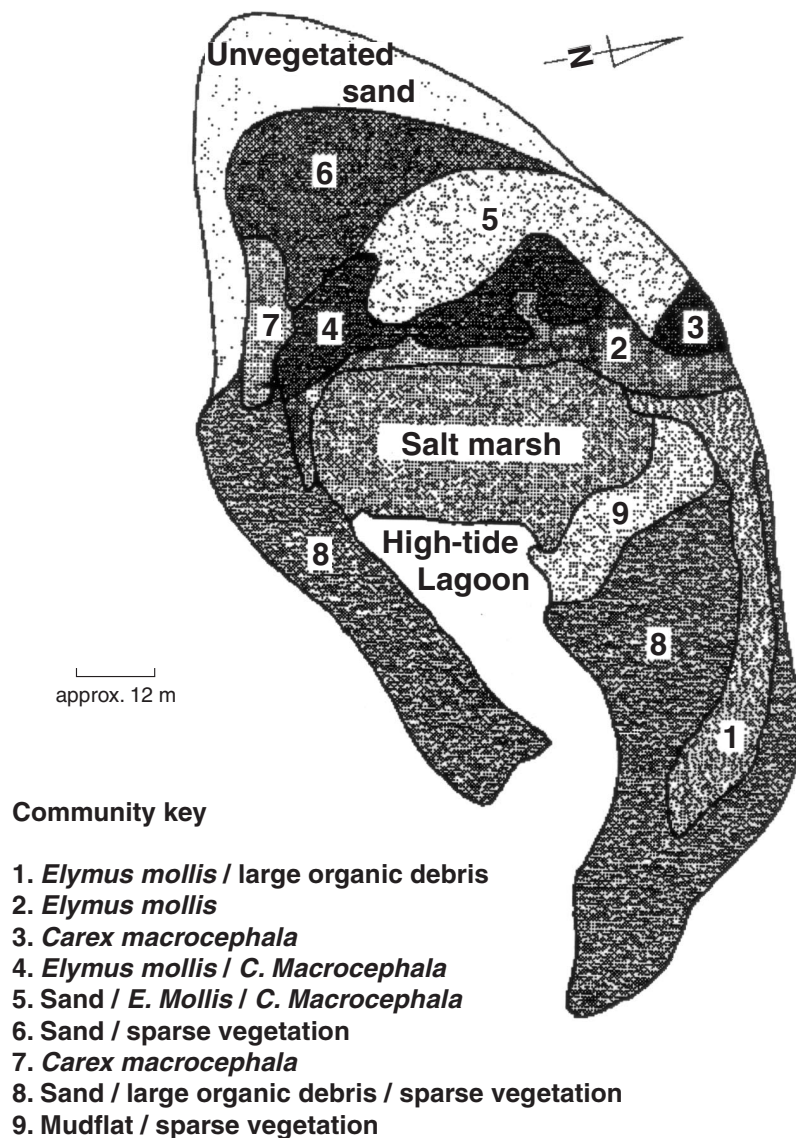 Unvegetated
sand
N
6
5
7
4
3
2
Salt marsh
9
High-tide
Lagoon
8
8
approx. 12 m
1
Community key
1. Elymus mollis / large organic debris
2. Elymus mollis
3. Carex macrocephala
4. Elymus mollis / C. Macrocephala
5. Sand / E. Mollis / C. Macrocephala
6. Sand / sparse vegetation
7. Carex macrocephala
8. Sand / large organic debris / sparse vegetation
9. Mudflat / sparse vegetation